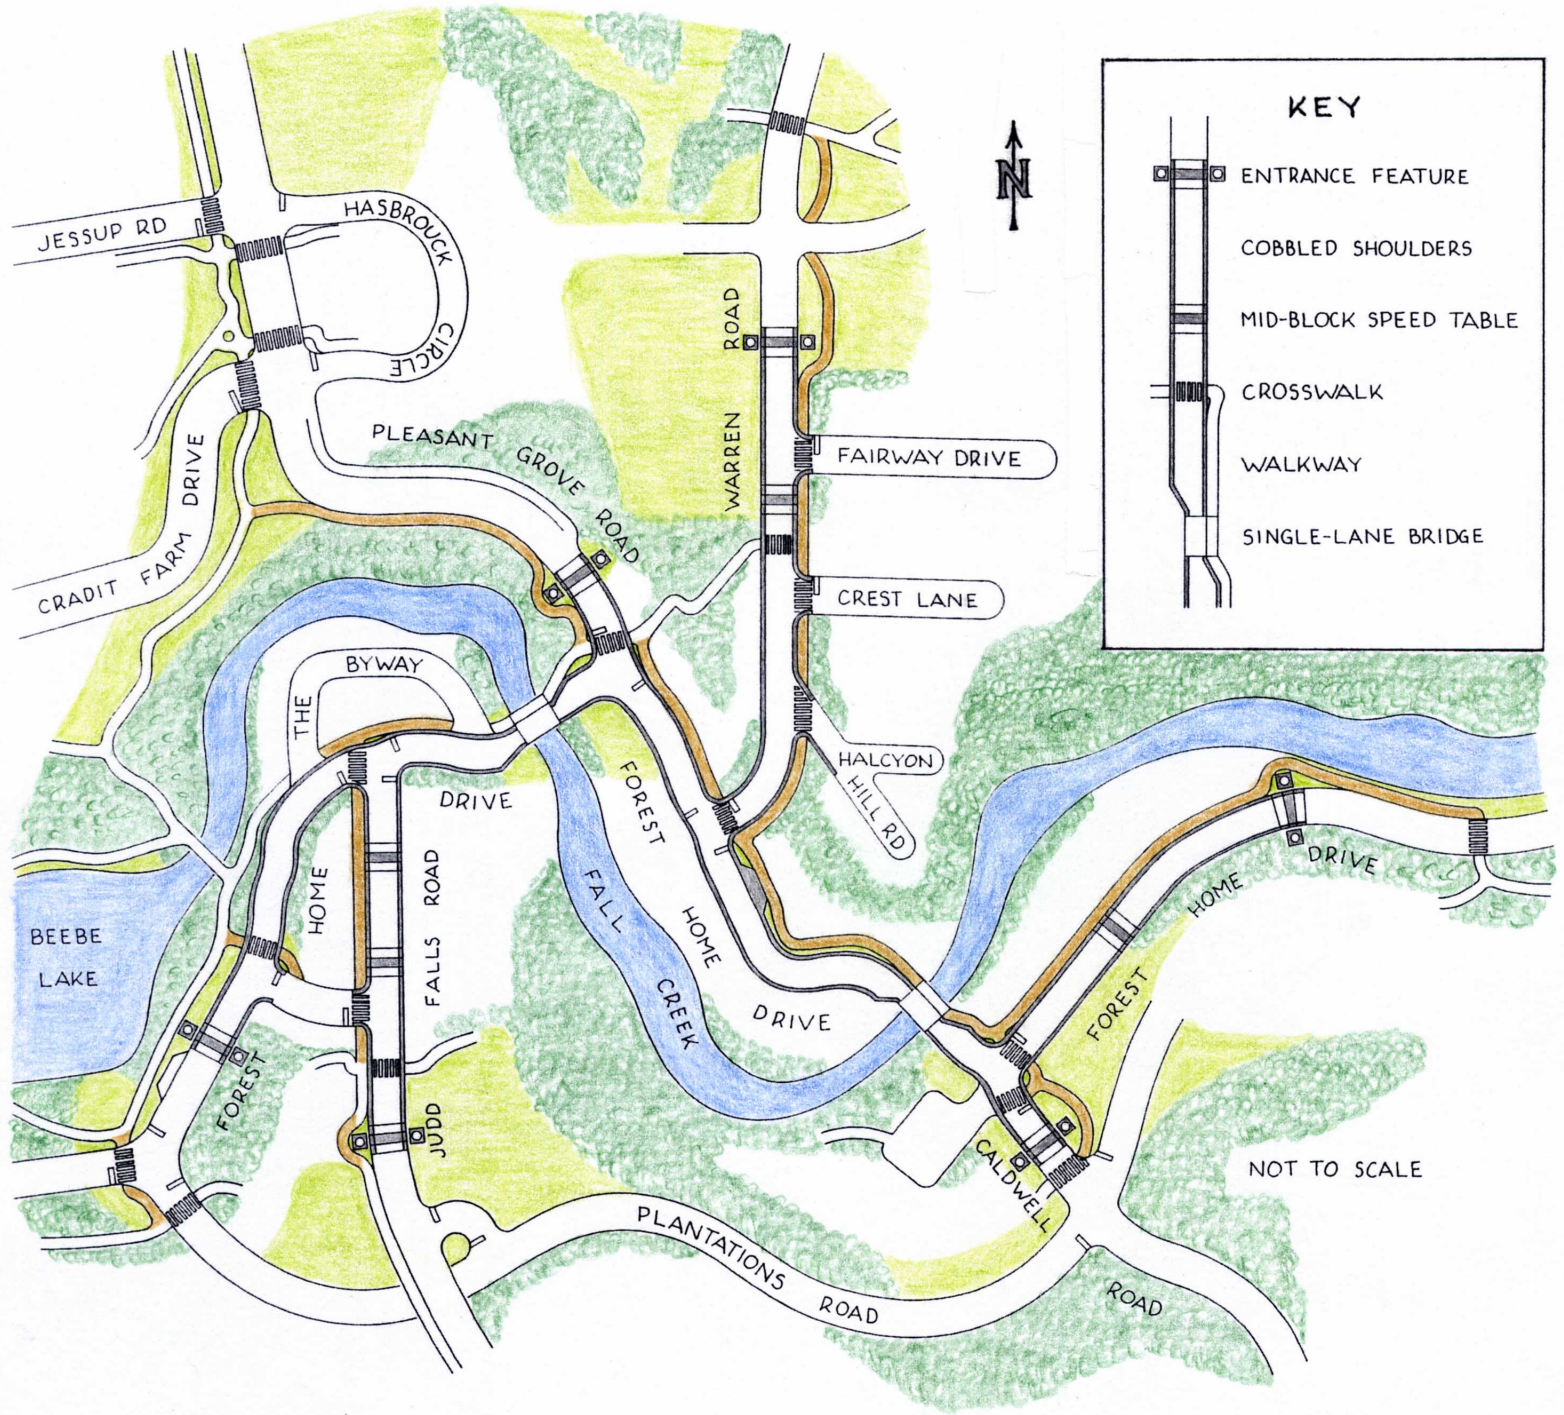 KEY
ENTRANCE FEATURE
COBBLED SHOULDERS
MID-BLOCK SPEED TABLE
CROSSWALK
WALKWAY
SINGLE-LANE BRIDGE
N
JESSUP RD
HASBROUCK
CIRCLE
PLEASANT GROVE ROAD
CRADIT FARM DRIVE
WARREN ROAD
FAIRWAY DRIVE
CREST LANE
HALCYON
HILL RD
THE BYWAY
FOREST
HOME
DRIVE
FALL
CREEK
FOREST
HOME
DRIVE
BEEBE
LAKE
JUDD FALLS ROAD
FOREST
HOME
DRIVE
CALDWELL
ROAD
PLANTATIONS
ROAD
NOT TO SCALE